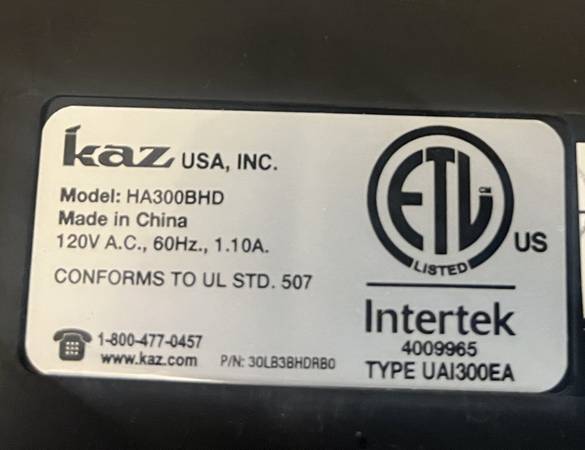 kaz USA, INC.
Model: HA300BHD
Made in China
120V A.C., 60Hz., 1.10A.
CONFORMS TO UL STD. 507
1-800-477-0457
www.kaz.com P/N: 30LB3BHDRB0
ETL CM
US
LISTED
Intertek
4009965
TYPE UAI300EA